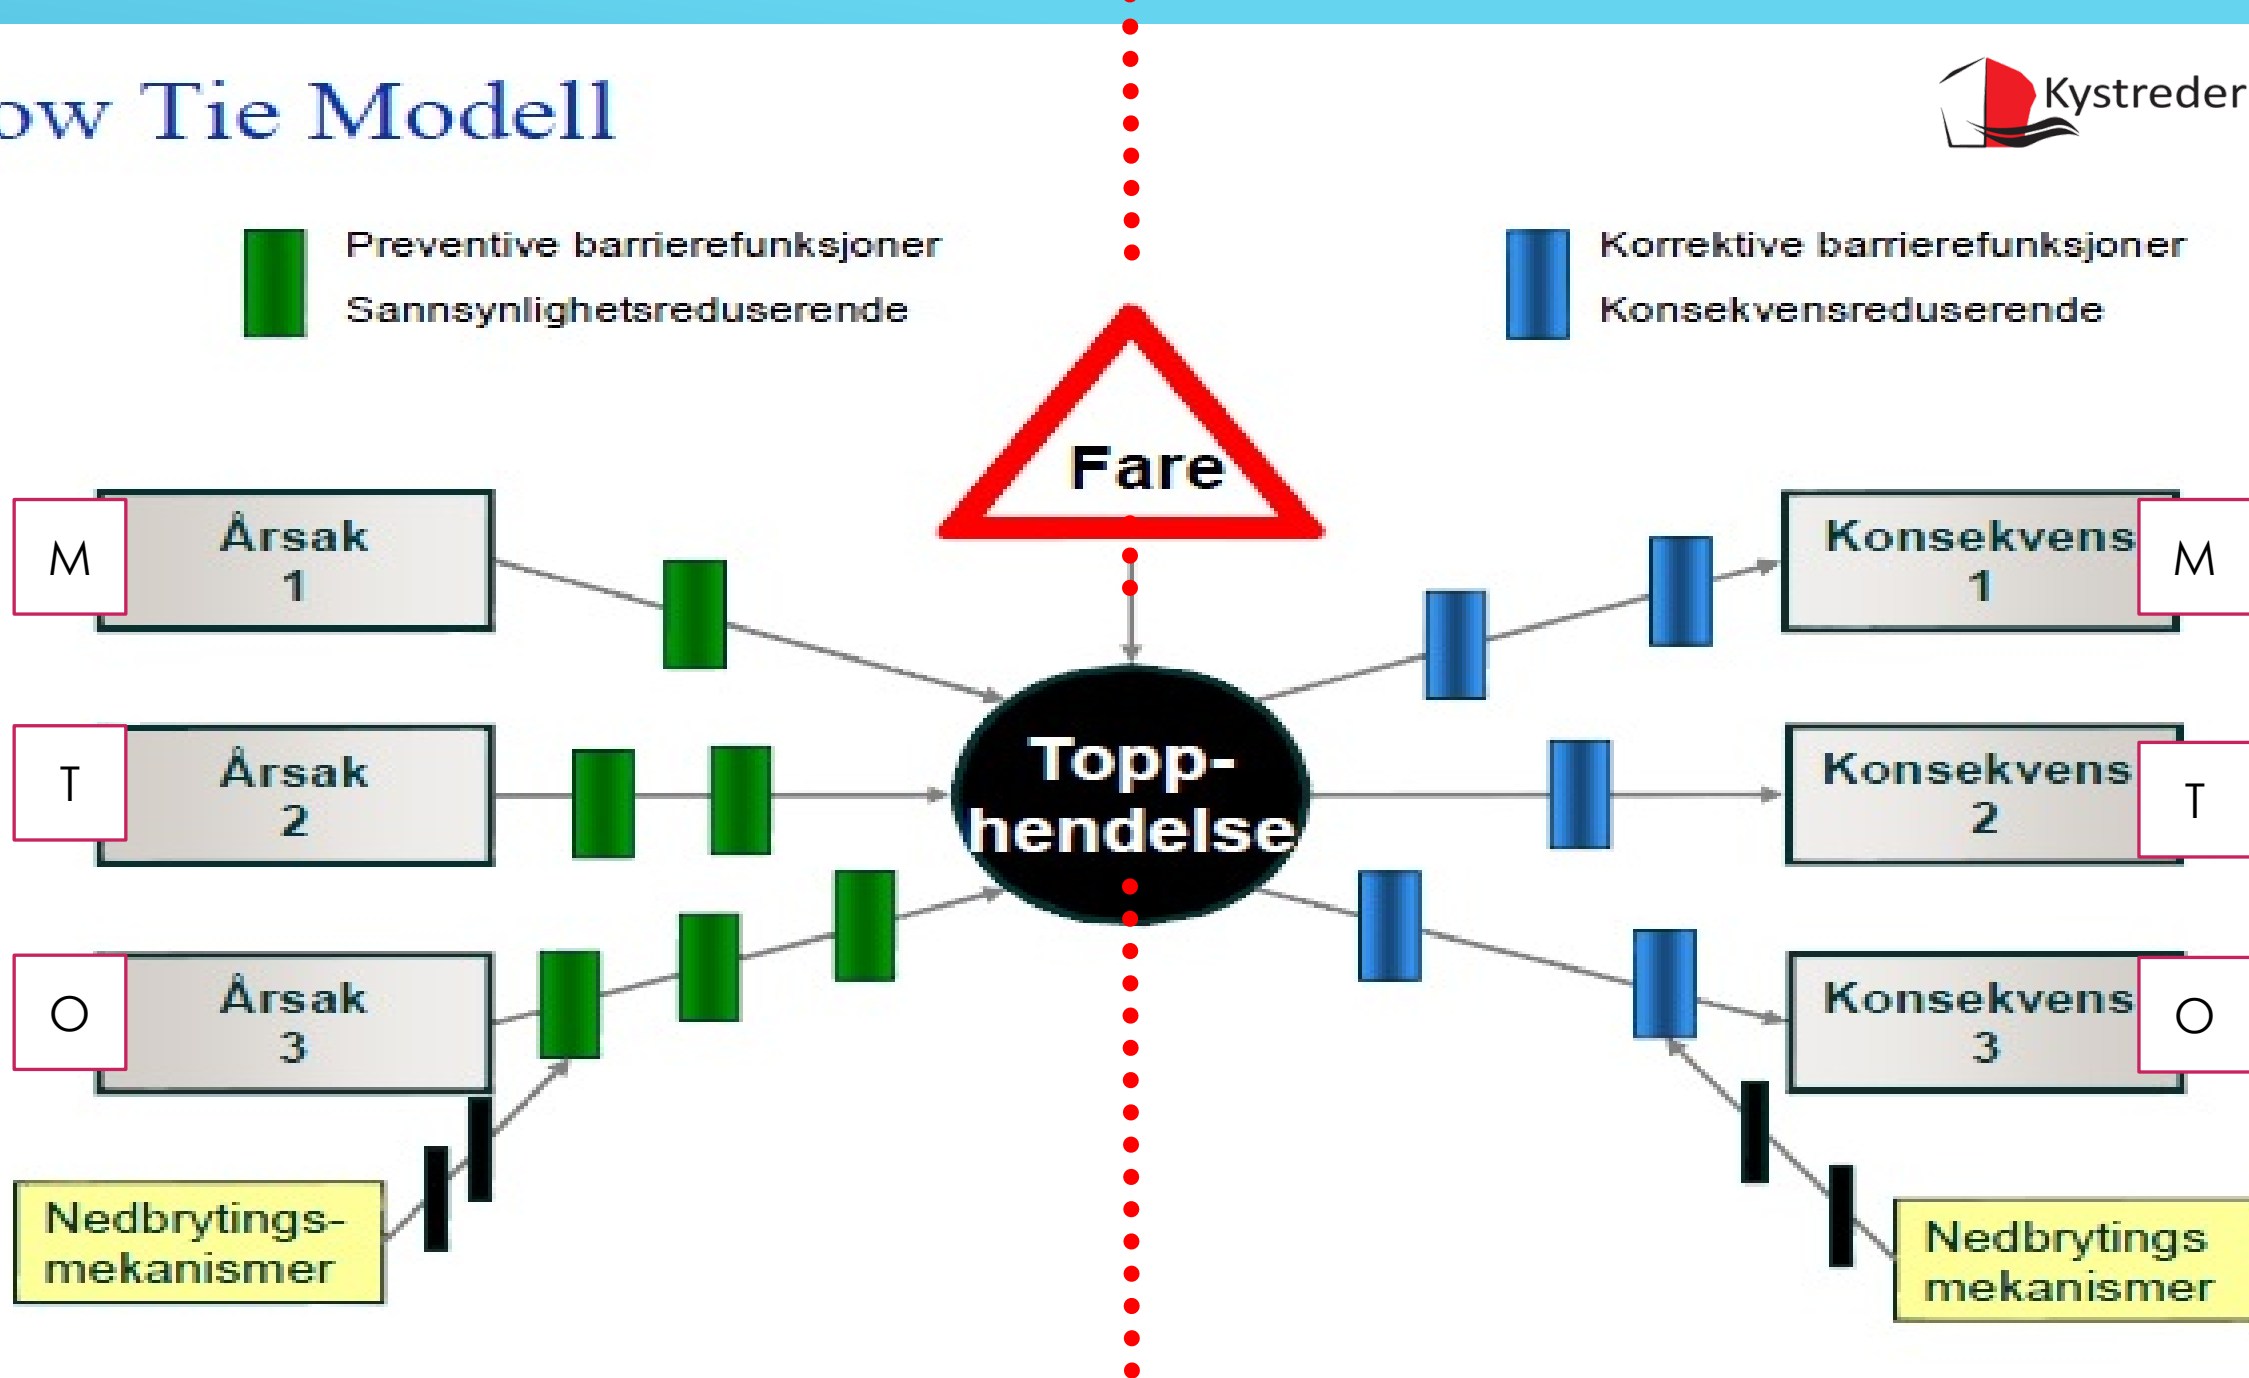 ow Tie Modell
Kystreder
Preventive barrierefunksjoner
Sannsynlighetsreduserende
Korrektive barrierefunksjoner
Konsekvensreduserende
Fare
M
Årsak
1
Konsekvens
1
M
T
Årsak
2
Topp-
hendelse
Konsekvens
2
T
O
Årsak
3
Konsekvens
3
O
Nedbrytings-
mekanismer
Nedbrytings
mekanismer